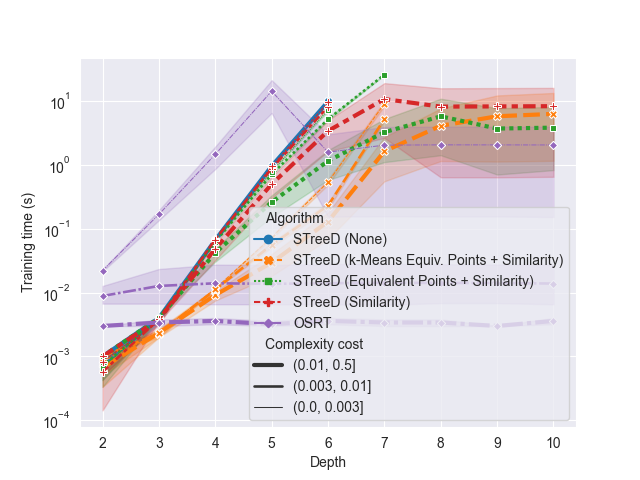 Training time (s)
10^1
10^0
10^−1
10^−2
10^−3
10^−4
Algorithm
STreeD (None)
STreeD (k-Means Equiv. Points + Similarity)
STreeD (Equivalent Points + Similarity)
STreeD (Similarity)
OSRT
Complexity cost
(0.01, 0.5]
(0.003, 0.01]
(0.0, 0.003]
2 3 4 5 6 7 8 9 10
Depth